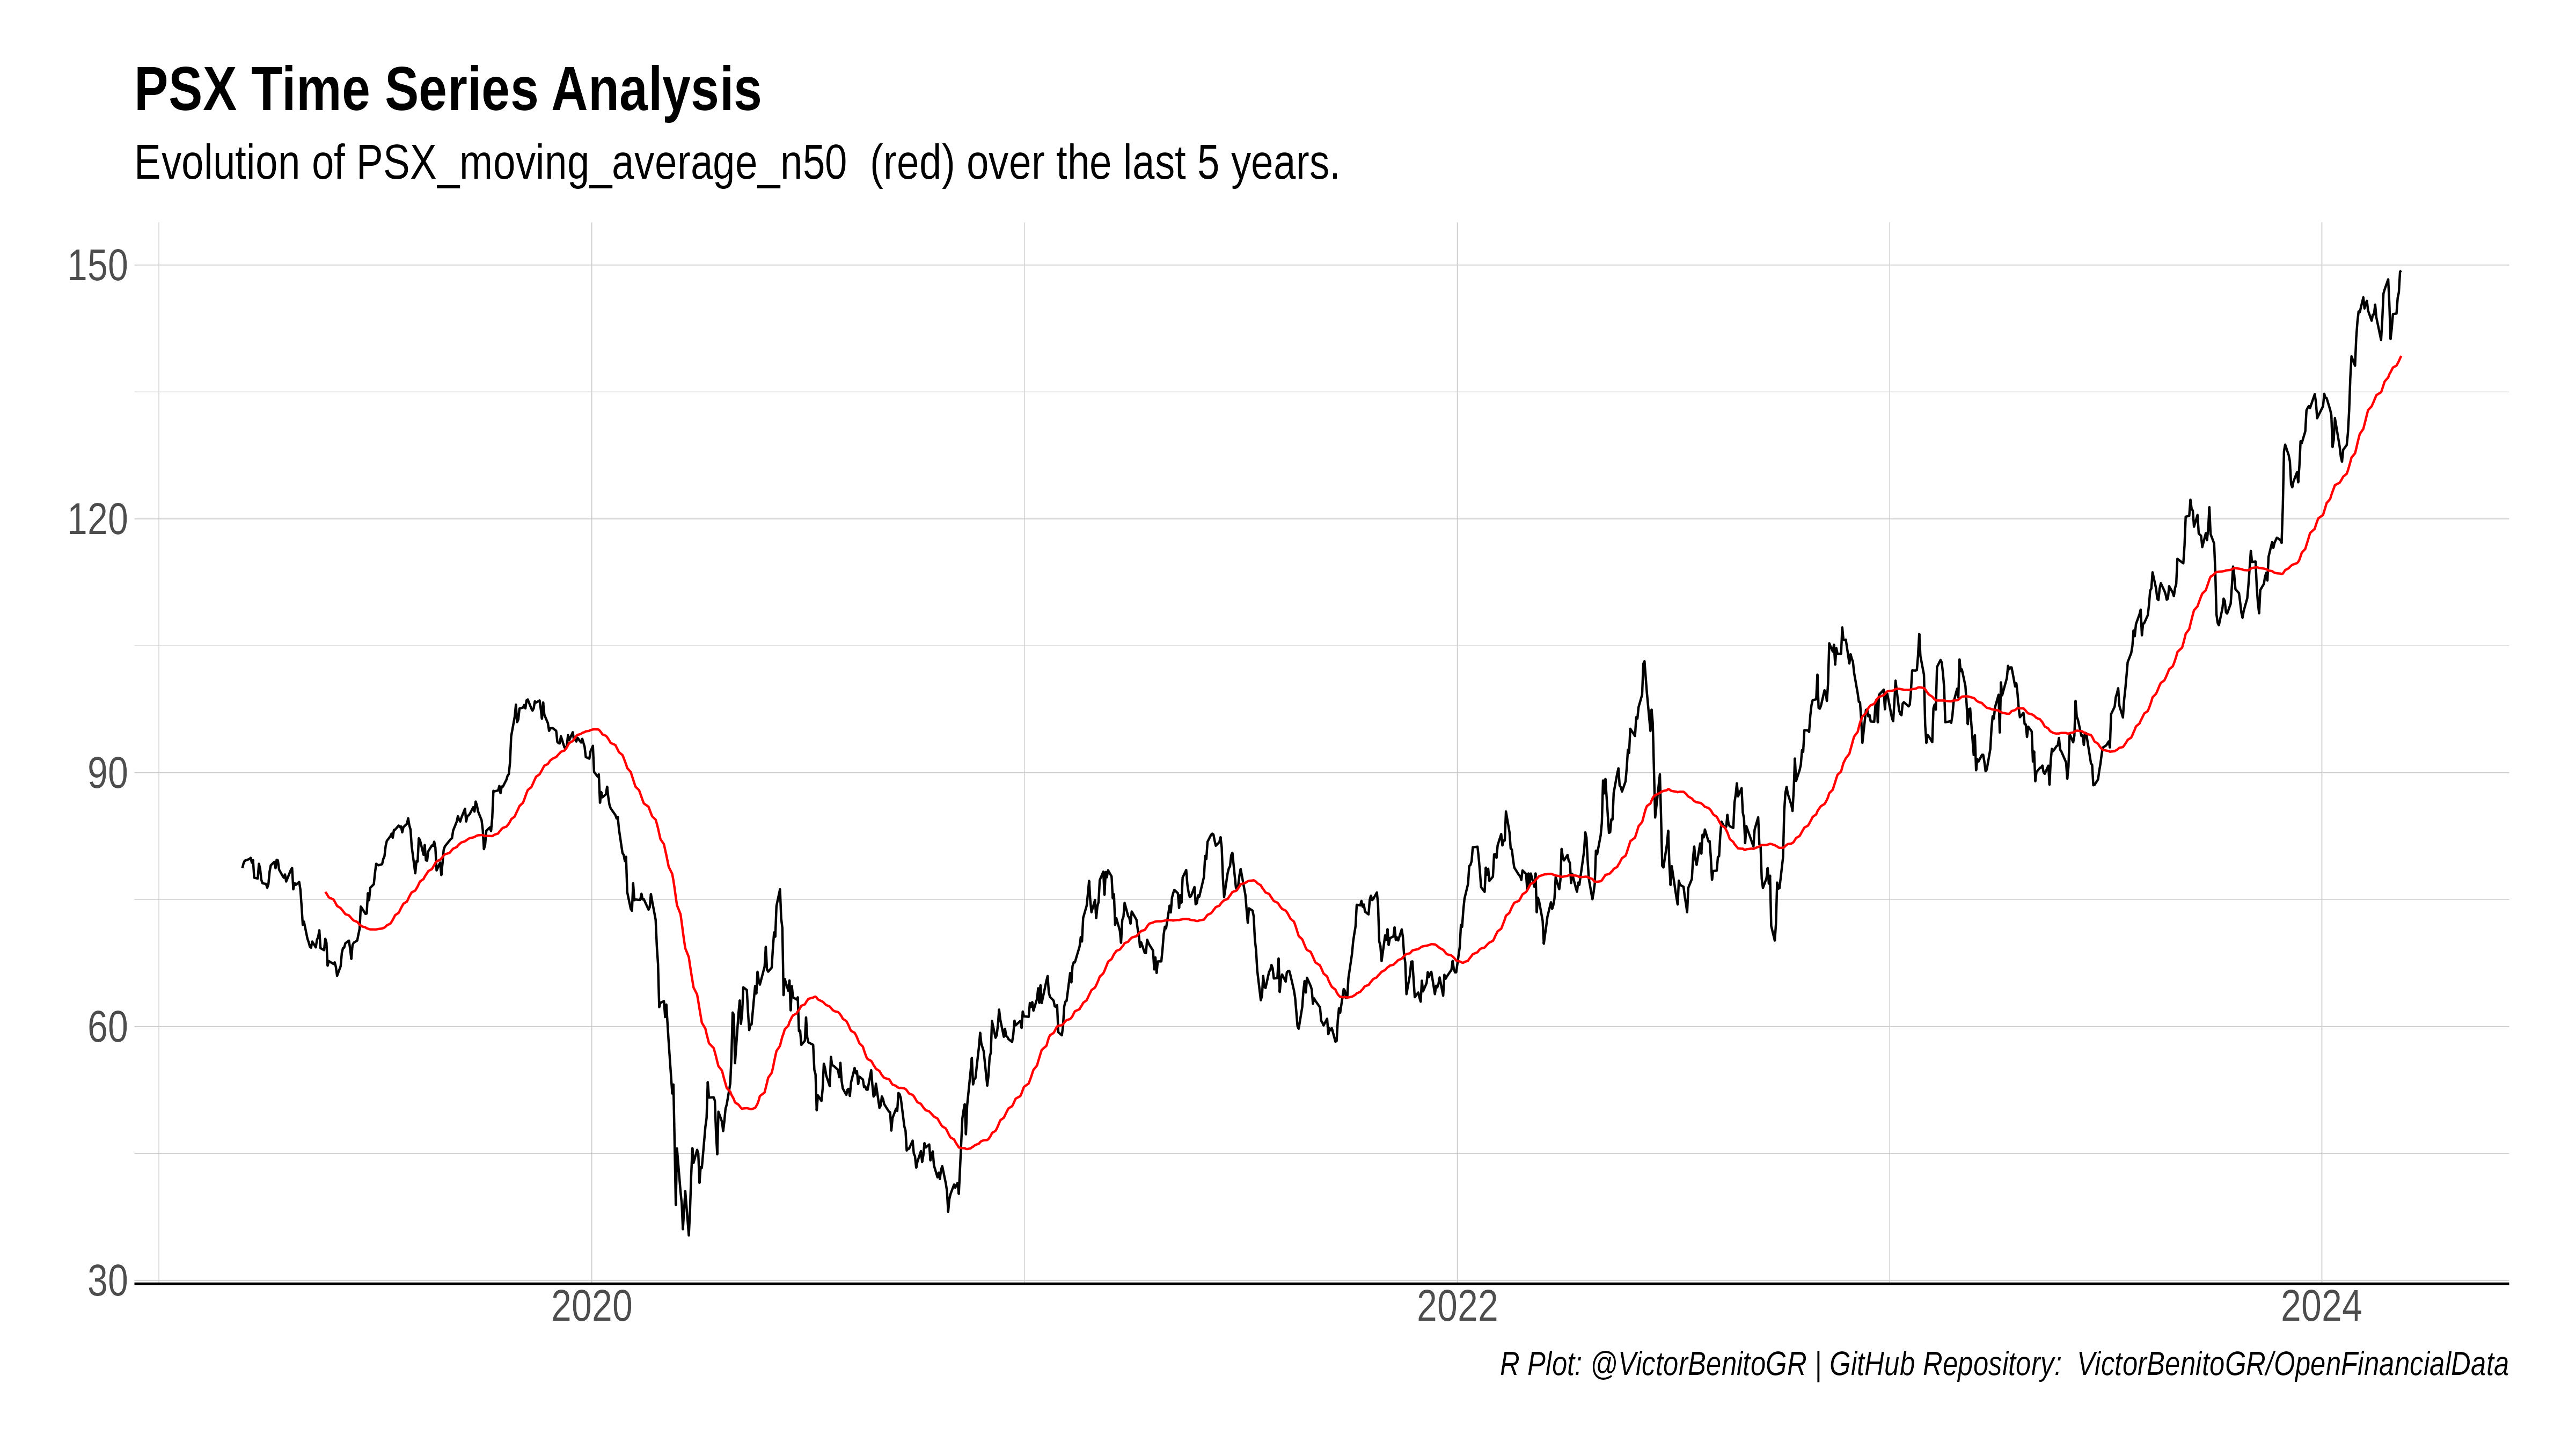 PSX Time Series Analysis
Evolution of PSX_moving_average_n50  (red) over the last 5 years.
150
120
90
60
30
2020 2022 2024
R Plot: @VictorBenitoGR | GitHub Repository:  VictorBenitoGR/OpenFinancialData